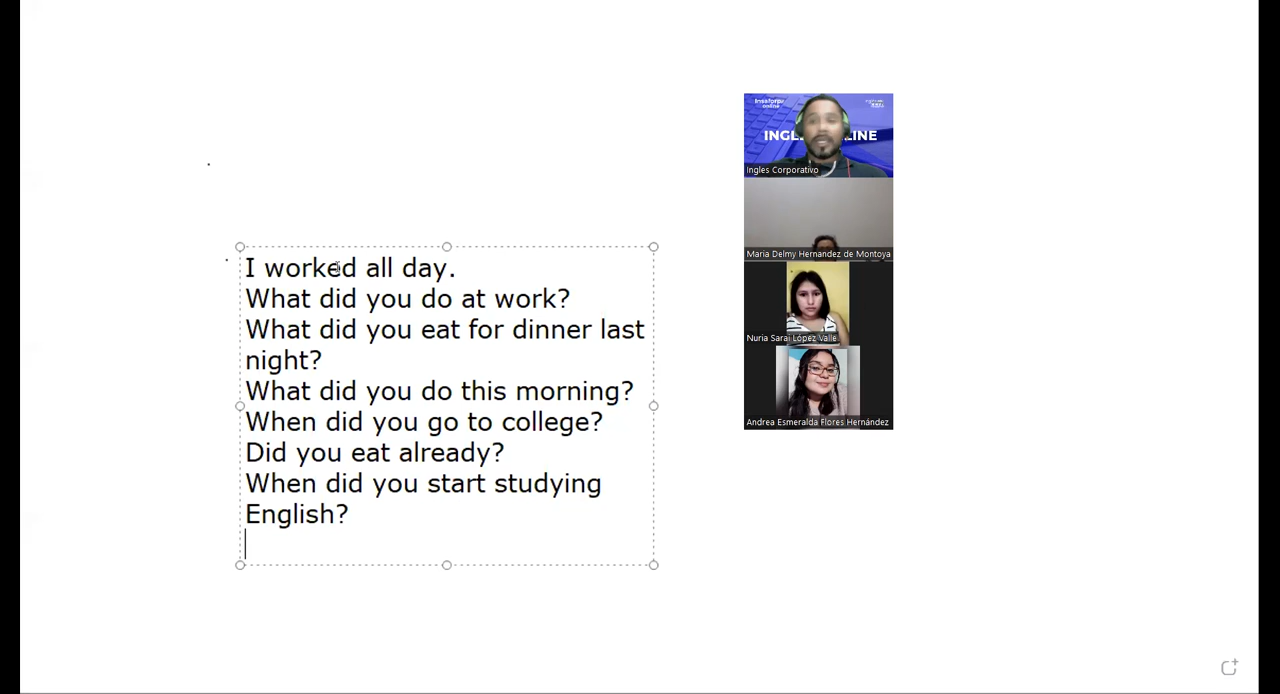 I worked all day.
What did you do at work?
What did you eat for dinner last
night?
What did you do this morning?
When did you go to college?
Did you eat already?
When did you start studying
English?
Ingles Corporativo
Maria Delmy Hernandez de Montoya
Nuria Sarai López Valle
Andrea Esmeralda Flores Hernández